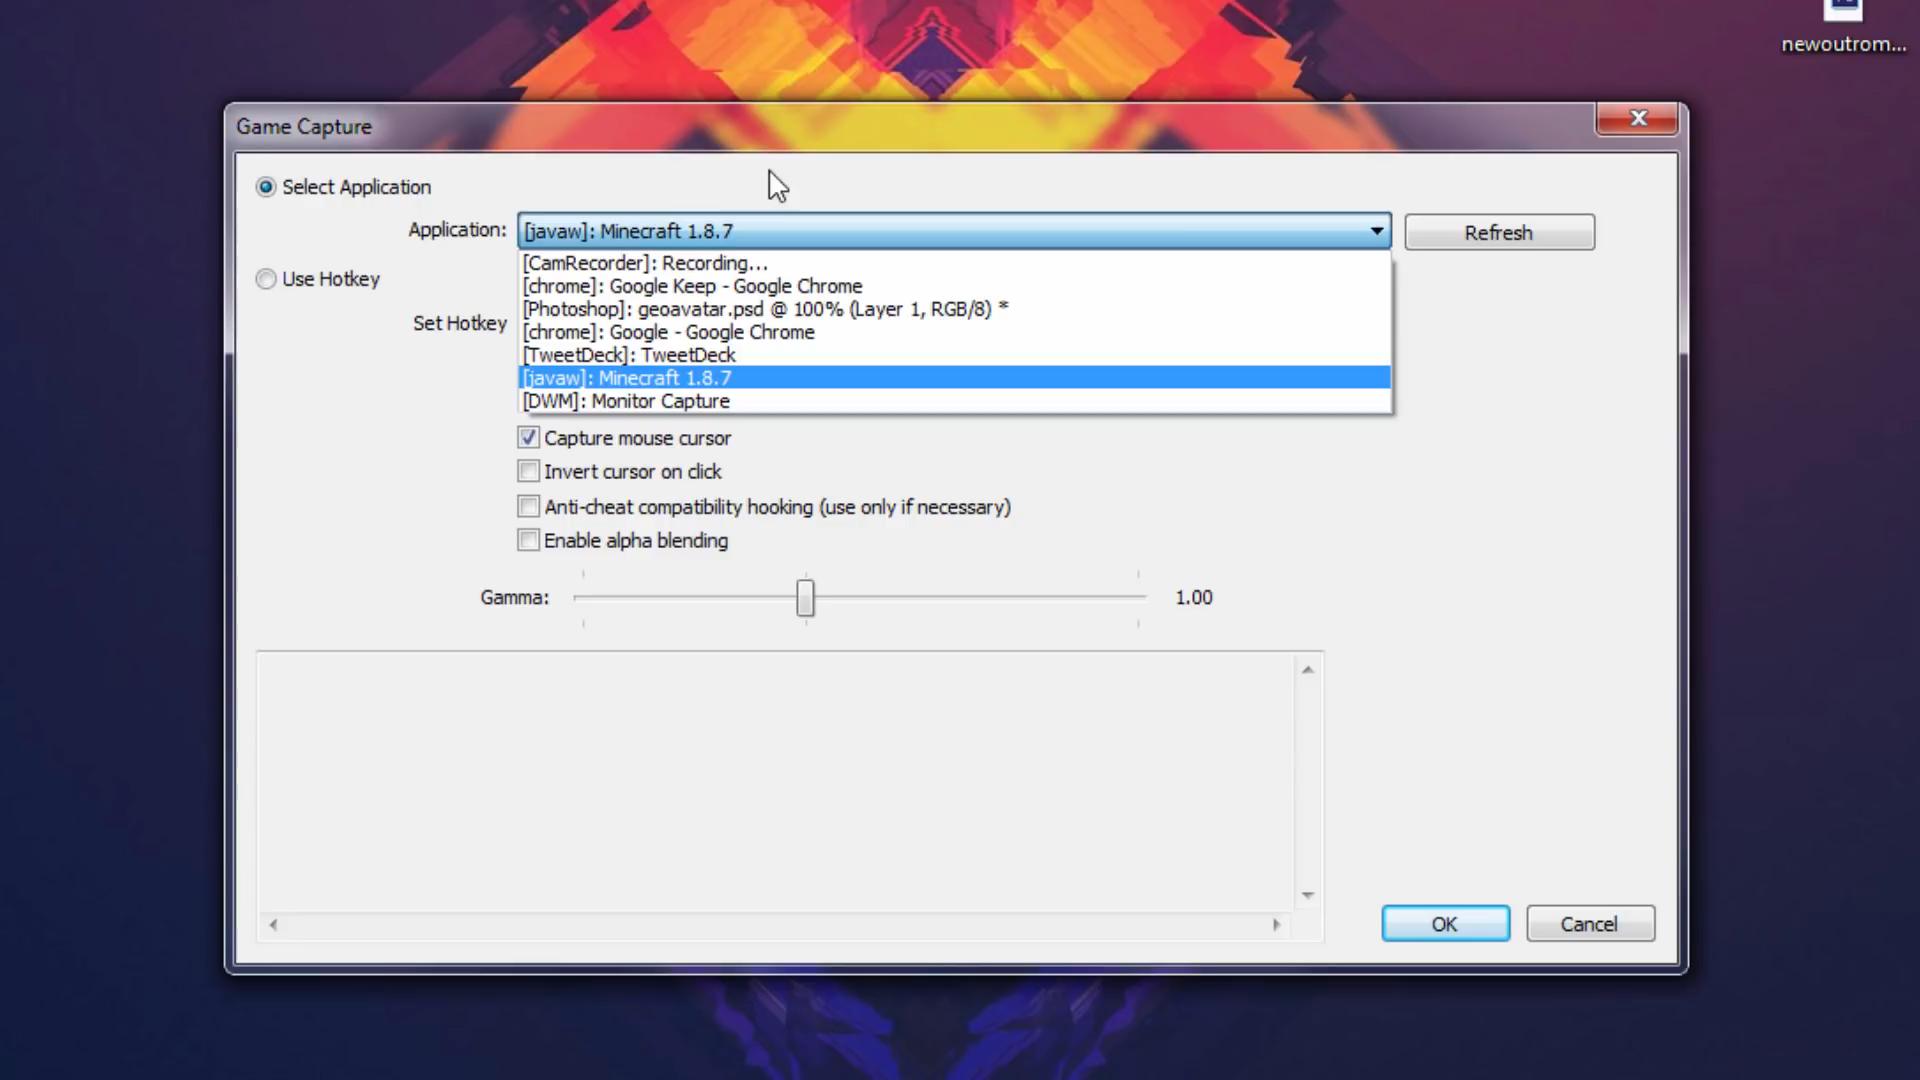 newoutrom...
Game Capture
Select Application
Application: [javaw]: Minecraft 1.8.7 Refresh
[CamRecorder]: Recording...
Use Hotkey
[chrome]: Google Keep - Google Chrome
[Photoshop]: geoavatar.psd @ 100% (Layer 1, RGB/8) *
Set Hotkey
[chrome]: Google - Google Chrome
[TweetDeck]: TweetDeck
[javaw]: Minecraft 1.8.7
[DWM]: Monitor Capture
Capture mouse cursor
Invert cursor on click
Anti-cheat compatibility hooking (use only if necessary)
Enable alpha blending
Gamma: 1.00
OK Cancel